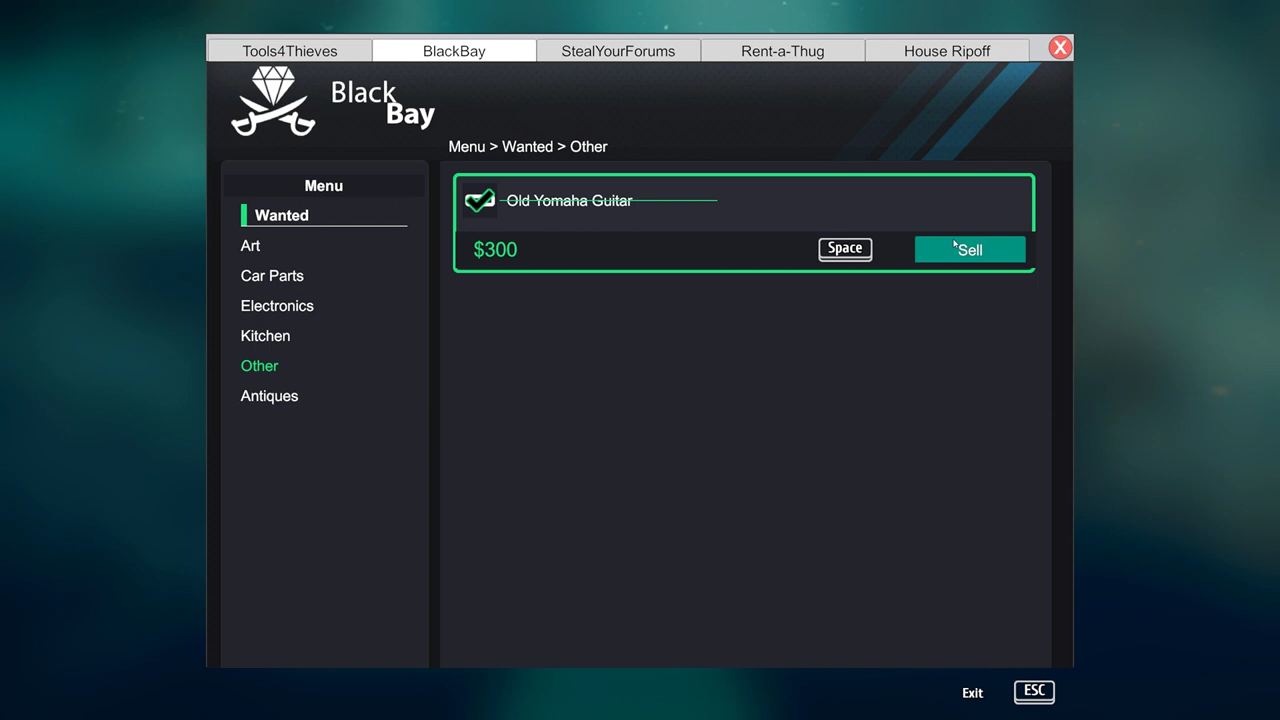 Tools4Thieves
BlackBay
StealYourForums
Rent-a-Thug
House Ripoff
X
Black
Bay
Menu > Wanted > Other
Menu
Wanted
Art
Car Parts
Electronics
Kitchen
Other
Antiques
Old Yomaha Guitar
$300
Space
Sell
Exit
ESC